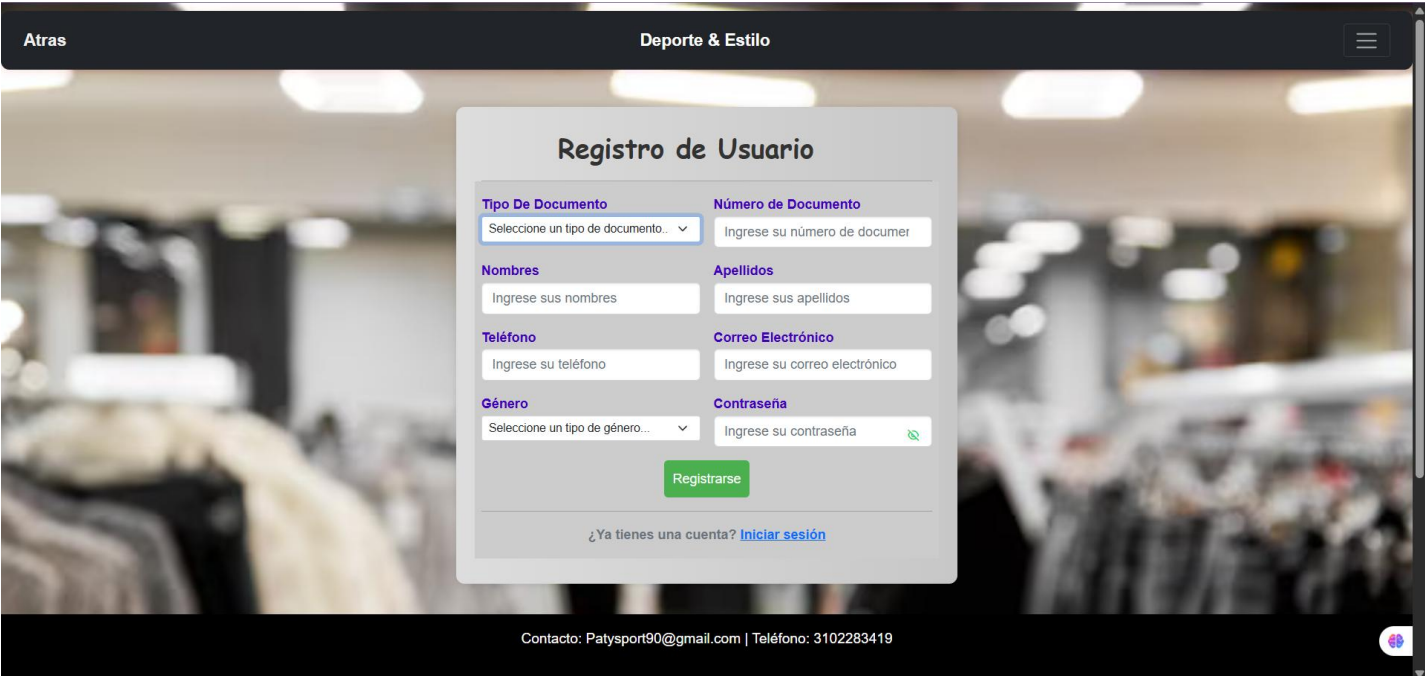 Atras
Deporte & Estilo
Registro de Usuario
Tipo De Documento
Número de Documento
Seleccione un tipo de documento..
Ingrese su número de documer
Nombres
Apellidos
Ingrese sus nombres
Ingrese sus apellidos
Teléfono
Correo Electrónico
Ingrese su teléfono
Ingrese su correo electrónico
Género
Contraseña
Seleccione un tipo de género...
Ingrese su contraseña
Registrarse
¿Ya tienes una cuenta? Iniciar sesión
Contacto: Patysport90@gmail.com | Teléfono: 3102283419